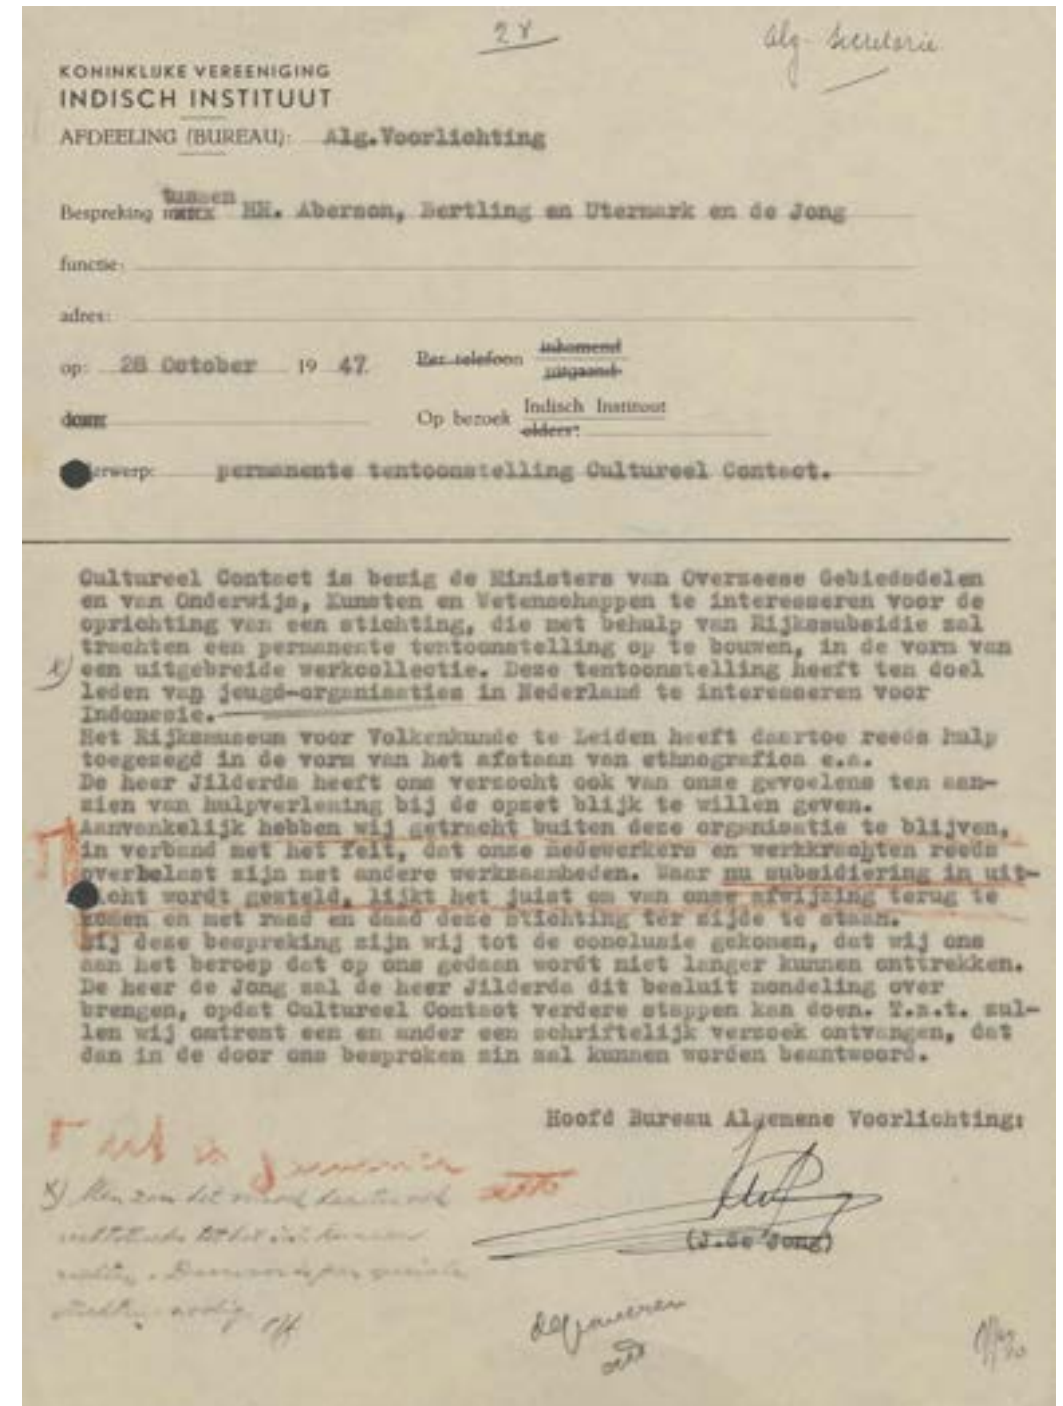 28
Alg. Secretarie
KONINKLIJKE VEREENIGING
INDISCH INSTITUUT
AFDEELING (BUREAU): Alg.Voorlichting
tussen
Bespreking HH. Aberson, Bertling en Utermark en de Jong
functie:
adres:
op: 28 October 1947.
Per telefoon inkomend
uitgaand
Op bezoek Indisch Instituut
elders:
erwerp: permanente tentoonstelling Cultureel Contact.
Cultureel Contact is bezig de Ministers van Overzeese Gebiedsdelen
en van Onderwijs, Kunsten en Wetenschappen te interesseren voor de
oprichting van een stichting, die met behulp van Rijkssubsidie zal
trachten een permanente tentoonstelling op te bouwen, in de vorm van
x) een uitgebreide werkcollectie. Deze tentoonstelling heeft ten doel
leden van jeugd-organisaties in Nederland te interesseren voor
Indonesie.
Het Rijksmuseum voor Volkenkunde te Leiden heeft daartoe reeds hulp
toegezegd in de vorm van het afstaan van ethnografica e.a.
De heer Jilderda heeft ons verzocht ook van onze gevoelens ten aan-
zien van hulpverlening bij de opzet blijk te willen geven.
Aanvankelijk hebben wij getracht buiten deze organisatie te blijven,
in verband met het feit, dat onze medewerkers en werkkrachten reeds
overbelast zijn met andere werkzaamheden. Waar nu subsidiering in uit-
zicht wordt gesteld, lijkt het juist om van onze afwijzing terug te
komen en met raad en daad deze stichting ter zijde te staan.
Bij deze bespreking zijn wij tot de conclusie gekomen, dat wij ons
aan het beroep dat op ons gedaan wordt niet langer kunnen onttrekken.
De heer de Jong zal de heer Jilderda dit besluit mondeling over
brengen, opdat Cultureel Contact verdere stappen kan doen. T.z.t. zul-
len wij omtrent een en ander een schriftelijk verzoek ontvangen, dat
dan in de door ons besproken zin zal kunnen worden beantwoord.
Hoofd Bureau Algemene Voorlichting:
(J.de Jong)
x) Men zou het